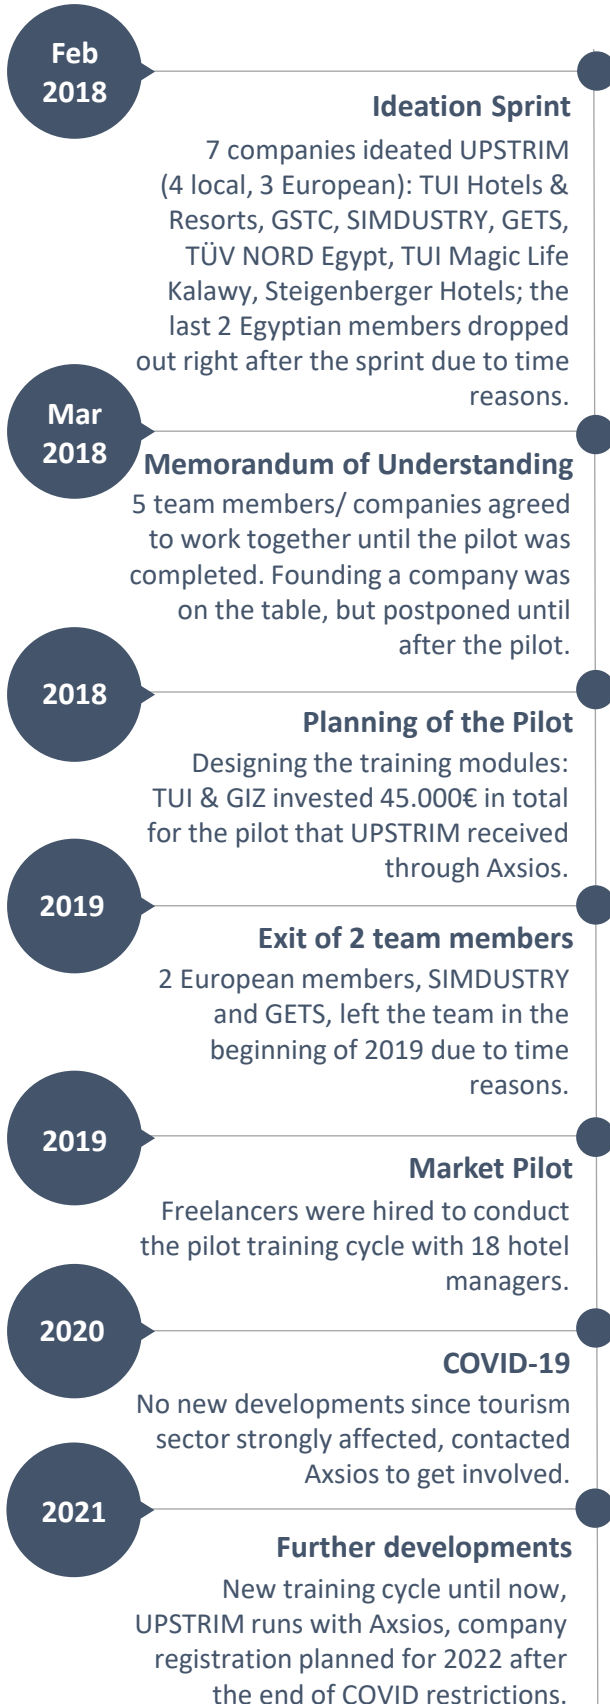 Feb
2018
Ideation Sprint
7 companies ideated UPSTRIM
(4 local, 3 European): TUI Hotels &
Resorts, GSTC, SIMDUSTRY, GETS,
TÜV NORD Egypt, TUI Magic Life
Kalawy, Steigenberger Hotels; the
last 2 Egyptian members dropped
out right after the sprint due to time
reasons.
Mar
2018
Memorandum of Understanding
5 team members/ companies agreed
to work together until the pilot was
completed. Founding a company was
on the table, but postponed until
after the pilot.
2018
Planning of the Pilot
Designing the training modules:
TUI & GIZ invested 45.000€ in total
for the pilot that UPSTRIM received
through Axsios.
2019
Exit of 2 team members
2 European members, SIMDUSTRY
and GETS, left the team in the
beginning of 2019 due to time
reasons.
2019
Market Pilot
Freelancers were hired to conduct
the pilot training cycle with 18 hotel
managers.
2020
COVID-19
No new developments since tourism
sector strongly affected, contacted
Axsios to get involved.
2021
Further developments
New training cycle until now,
UPSTRIM runs with Axsios, company
registration planned for 2022 after
the end of COVID restrictions.